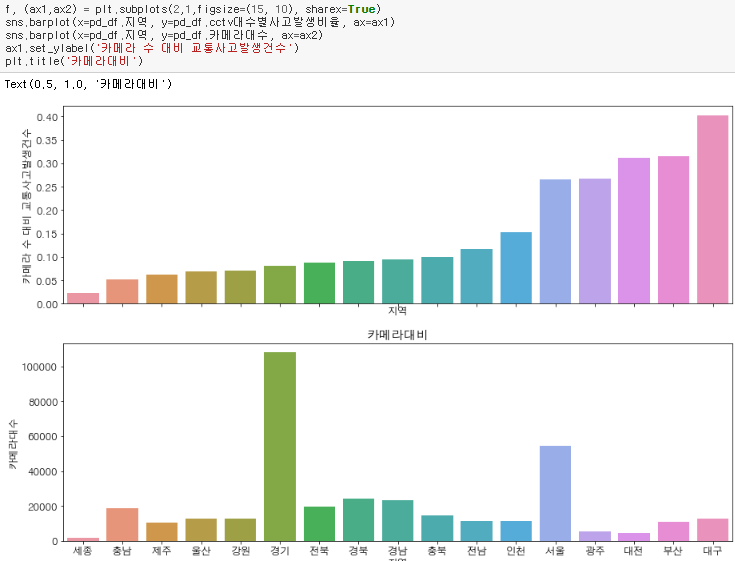 f, (ax1,ax2) = plt.subplots(2,1,figsize=(15, 10), sharex=True)
sns.barplot(x=pd_df.지역, y=pd_df.cctv대수별사고발생비율, ax=ax1)
sns.barplot(x=pd_df.지역, y=pd_df.카메라대수, ax=ax2)
ax1.set_ylabel('카메라 수 대비 교통사고발생건수')
plt.title('카메라대비')
Text(0.5, 1.0, '카메라대비')
카메라 수 대비 교통사고발생건수
0.40
0.35
0.30
0.25
0.20
0.15
0.10
0.05
0.00
지역
카메라대비
카메라대수
100000
80000
60000
40000
20000
0
세종 충남 제주 울산 강원 경기 전북 경북 경남 충북 전남 인천 서울 광주 대전 부산 대구